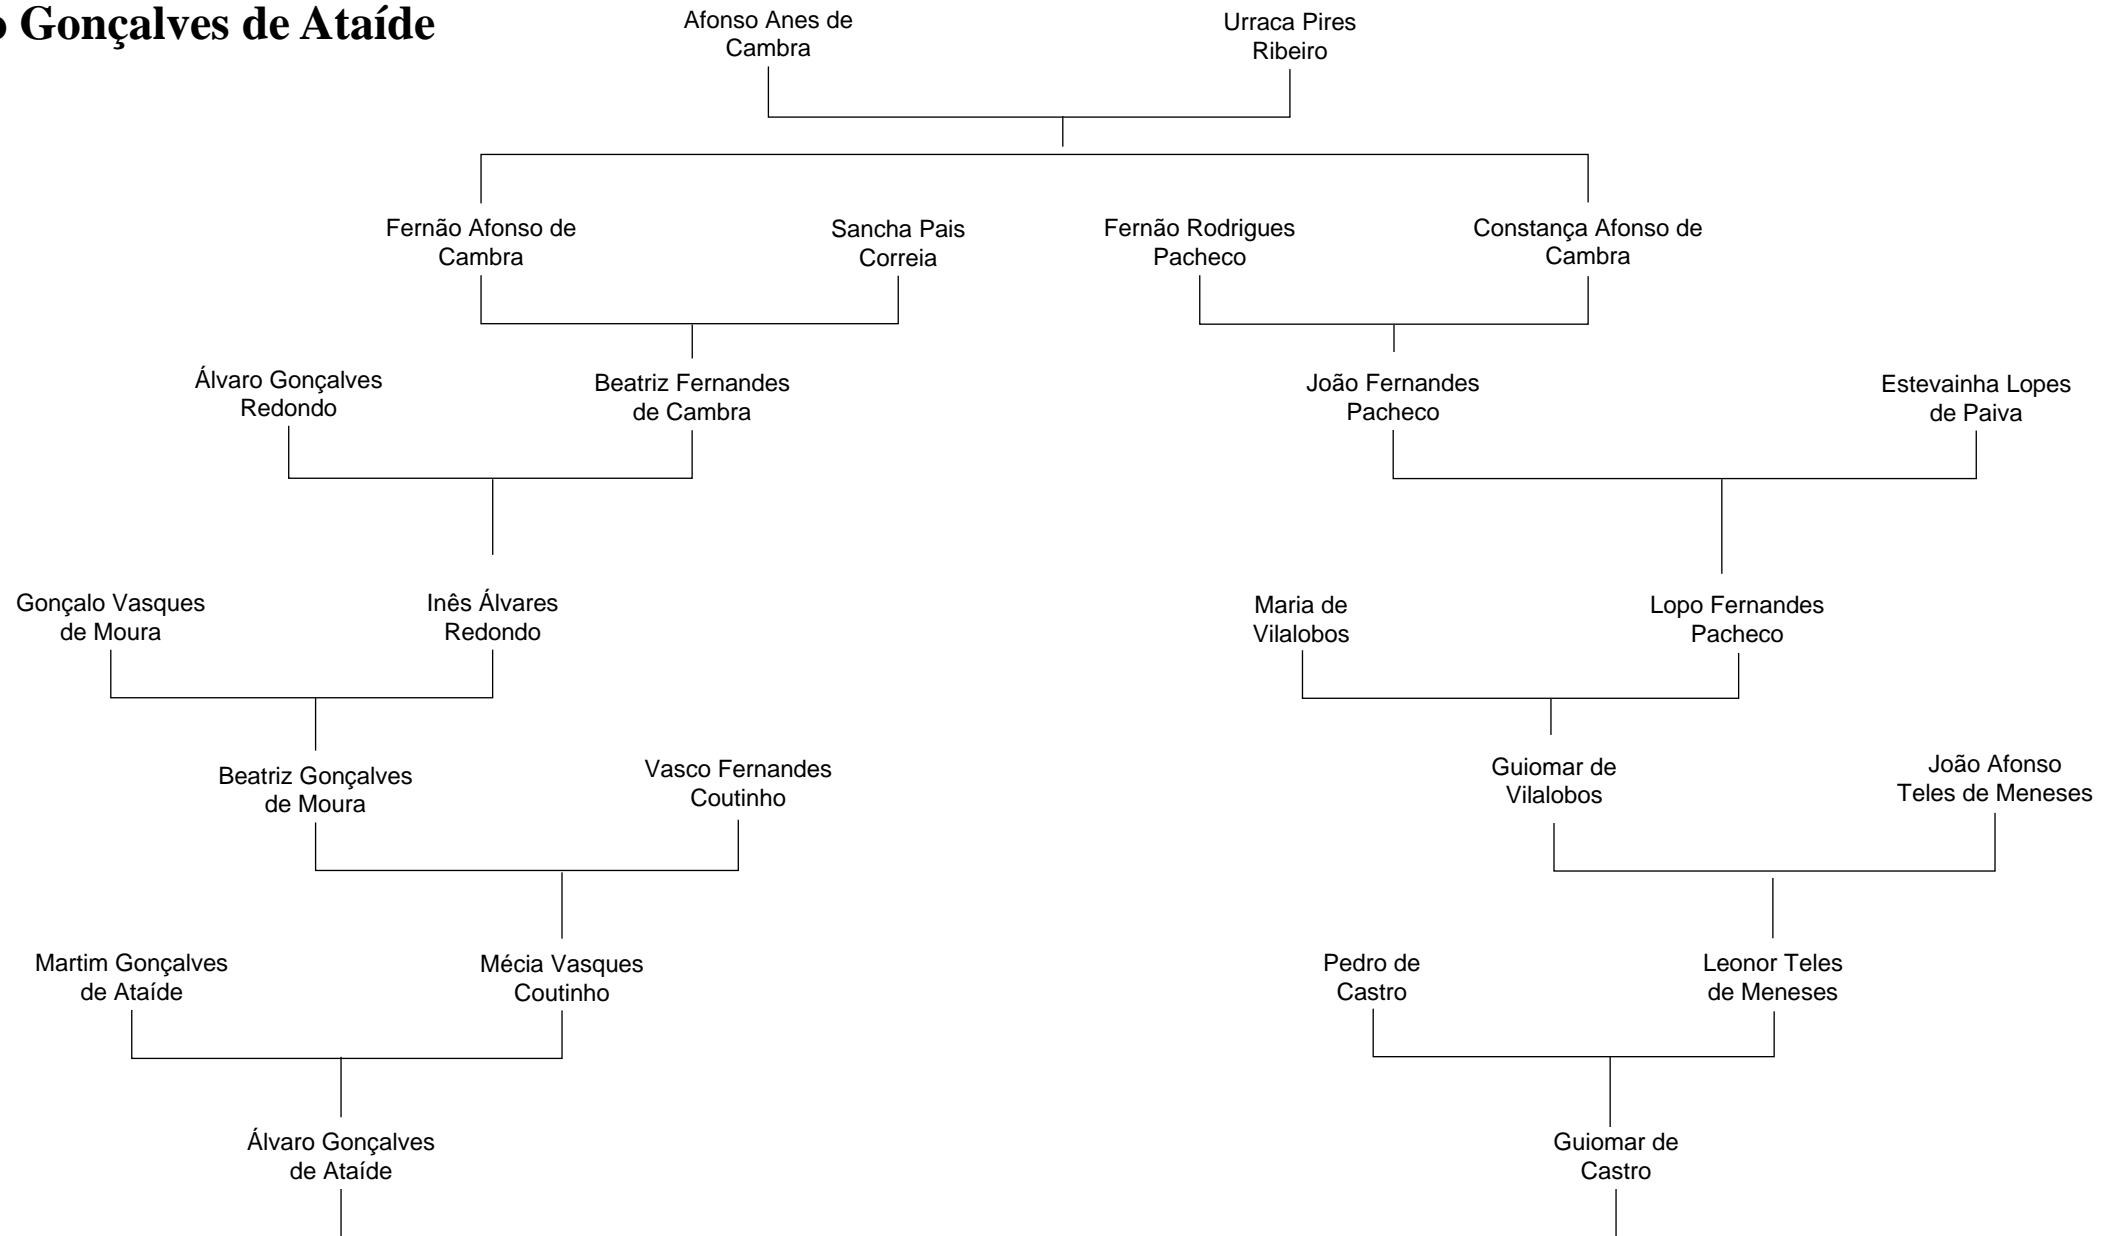 Gonçalves de Ataíde
Afonso Anes de
Cambra
Urraca Pires
Ribeiro
Fernão Afonso de
Cambra
Sancha Pais
Correia
Fernão Rodrigues
Pacheco
Constança Afonso de
Cambra
Álvaro Gonçalves
Redondo
Beatriz Fernandes
de Cambra
João Fernandes
Pacheco
Estevainha Lopes
de Paiva
Gonçalo Vasques
de Moura
Inês Álvares
Redondo
Maria de
Vilalobos
Lopo Fernandes
Pacheco
Beatriz Gonçalves
de Moura
Vasco Fernandes
Coutinho
Guiomar de
Vilalobos
João Afonso
Teles de Meneses
Martim Gonçalves
de Ataíde
Mécia Vasques
Coutinho
Pedro de
Castro
Leonor Teles
de Meneses
Álvaro Gonçalves
de Ataíde
Guiomar de
Castro